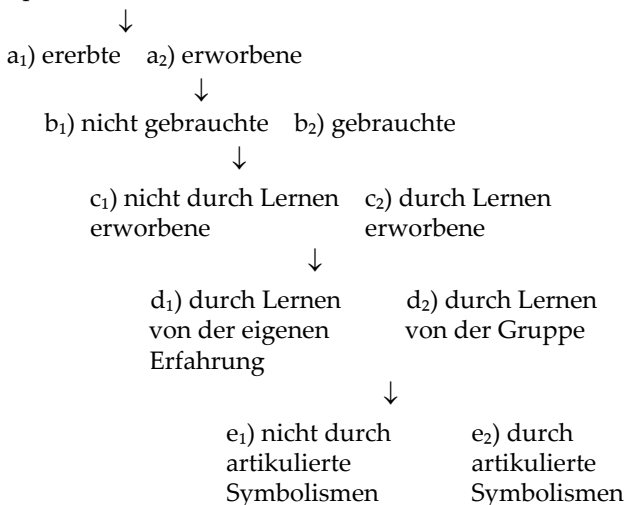 ↓
a₁) ererbte a₂) erworbene
↓
b₁) nicht gebrauchte b₂) gebrauchte
↓
c₁) nicht durch Lernen c₂) durch Lernen
erworbene erworbene
↓
d₁) durch Lernen d₂) durch Lernen
von der eigenen von der Gruppe
Erfahrung
↓
e₁) nicht durch e₂) durch
artikulierte artikulierte
Symbolismen Symbolismen